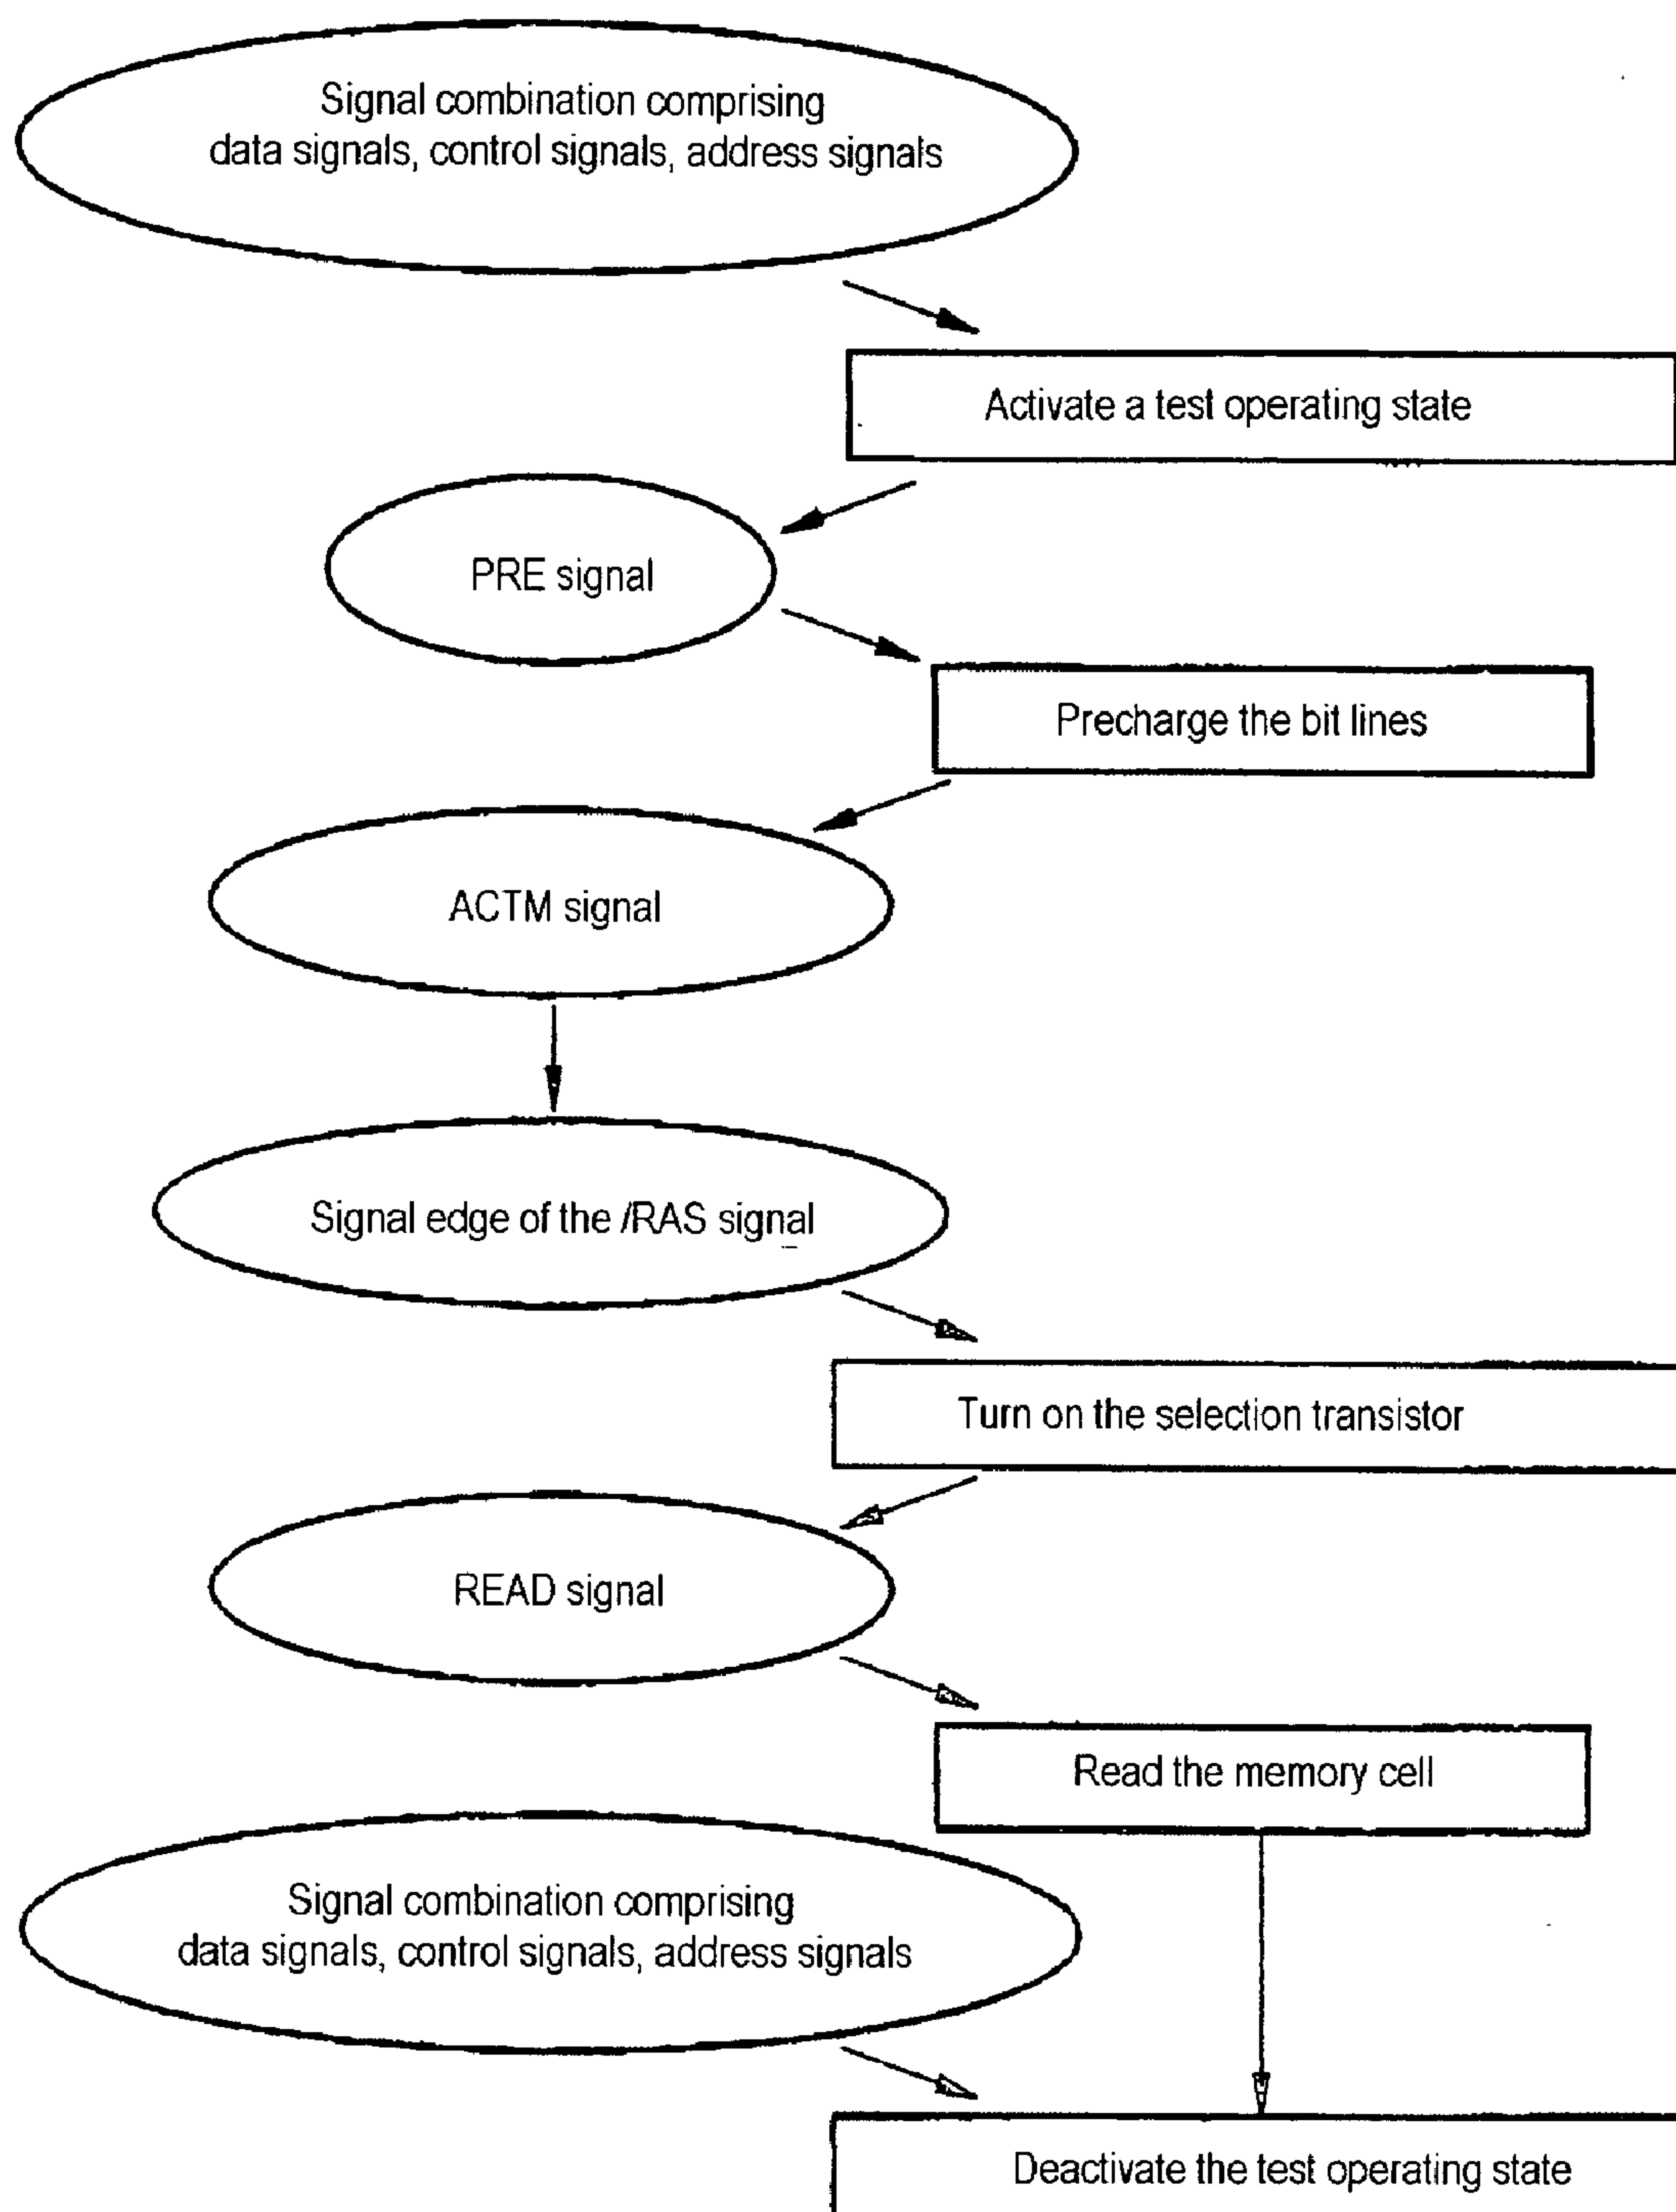 Signal combination comprising
data signals, control signals, address signals
Activate a test operating state
PRE signal
Precharge the bit lines
ACTM signal
Signal edge of the /RAS signal
Turn on the selection transistor
READ signal
Read the memory cell
Signal combination comprising
data signals, control signals, address signals
Deactivate the test operating state